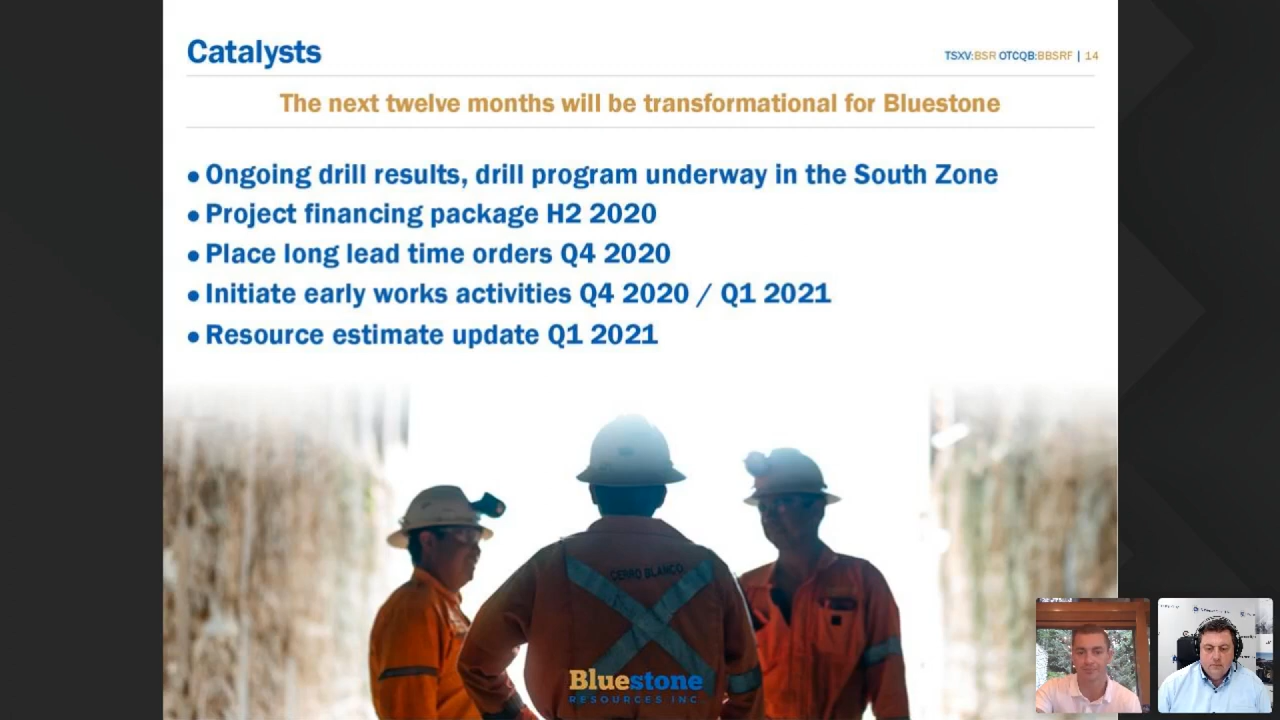 Catalysts
TSXV:BSR OTCQB:BBSRF | 14
The next twelve months will be transformational for Bluestone
• Ongoing drill results, drill program underway in the South Zone
• Project financing package H2 2020
• Place long lead time orders Q4 2020
• Initiate early works activities Q4 2020 / Q1 2021
• Resource estimate update Q1 2021
CERRO BLANCO
Bluestone
RESOURCES INC